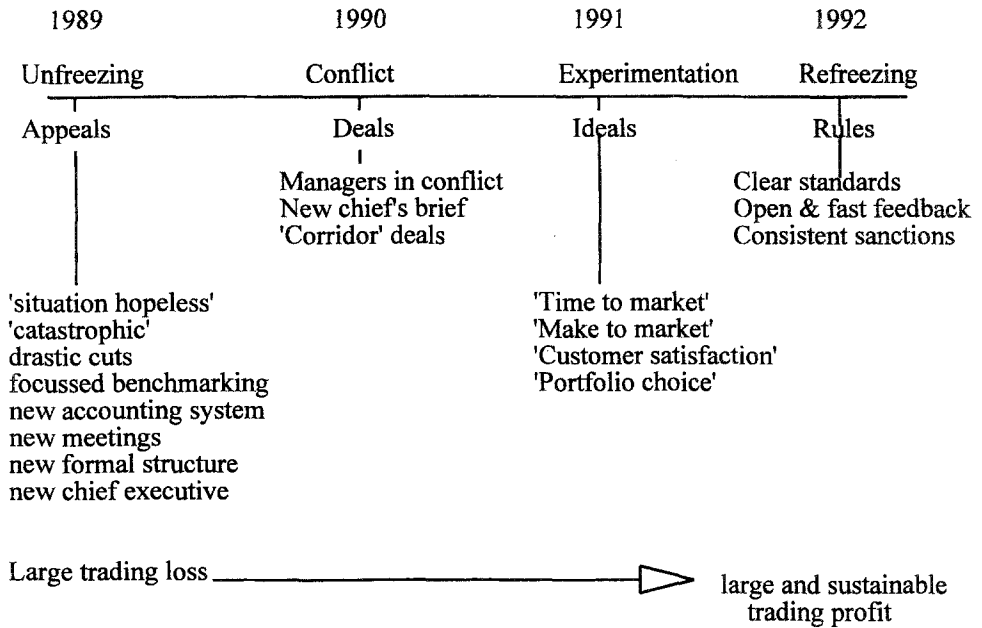 1989 1990 1991 1992
Unfreezing Conflict Experimentation Refreezing
Appeals Deals Ideals Rules
Managers in conflict
New chief's brief
'Corridor' deals
Clear standards
Open & fast feedback
Consistent sanctions
'situation hopeless'
'catastrophic'
drastic cuts
focussed benchmarking
new accounting system
new meetings
new formal structure
new chief executive
'Time to market'
'Make to market'
'Customer satisfaction'
'Portfolio choice'
Large trading loss
large and sustainable
trading profit